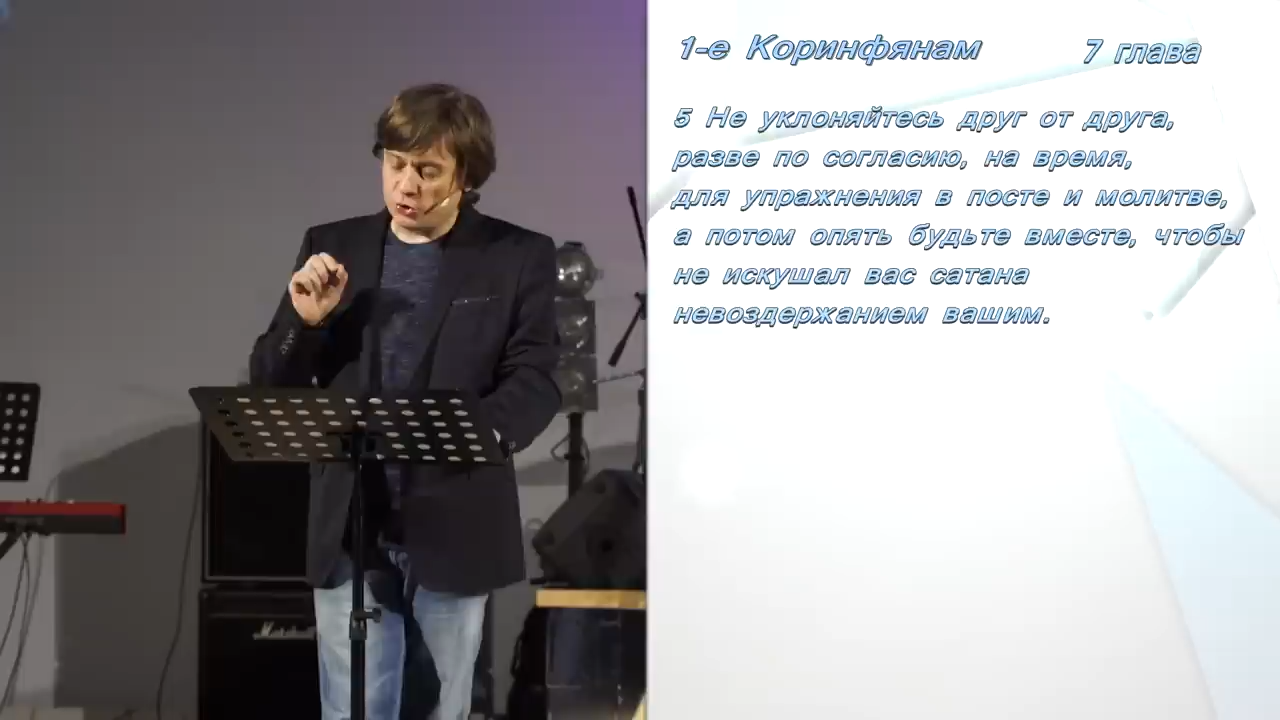 1-е Коринфянам 7 глава
5 Не уклоняйтесь друг от друга,
разве по согласию, на время,
для упражнения в посте и молитве,
а потом опять будьте вместе, чтобы
не искушал вас сатана
невоздержанием вашим.
Marshall